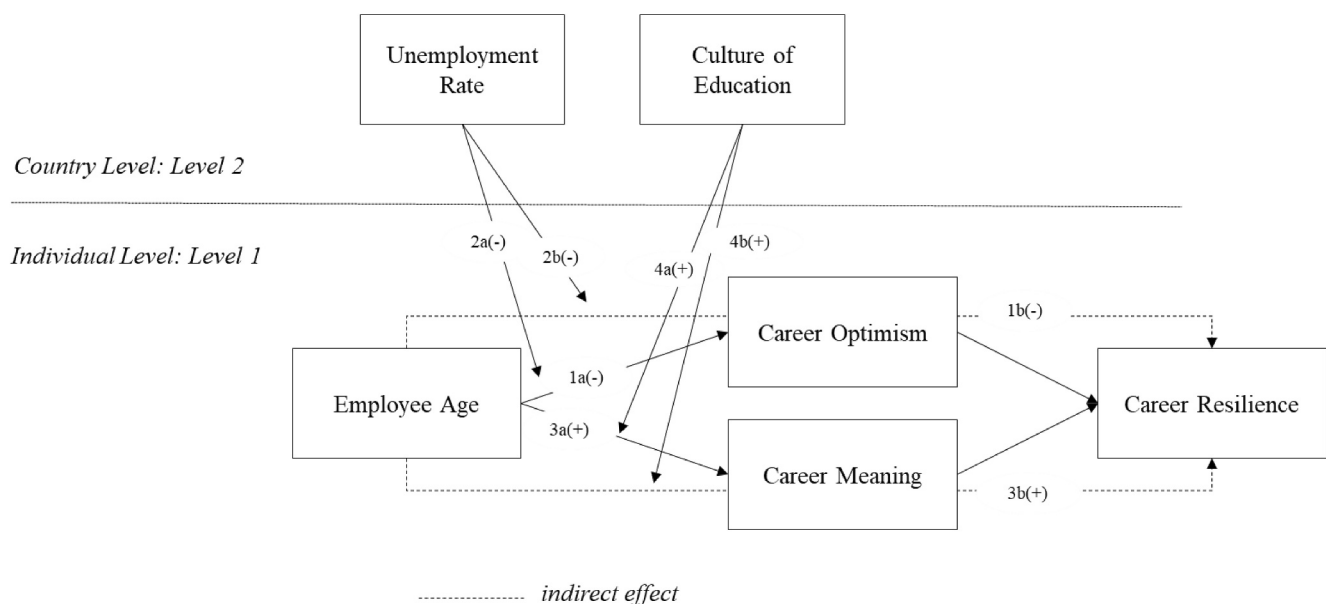 Unemployment
Rate
Culture of
Education
Country Level: Level 2
Individual Level: Level 1
2a(-)
2b(-)
4a(+)
4b(+)
Career Optimism
1b(-)
Employee Age
1a(-)
3a(+)
Career Resilience
Career Meaning
3b(+)
indirect effect